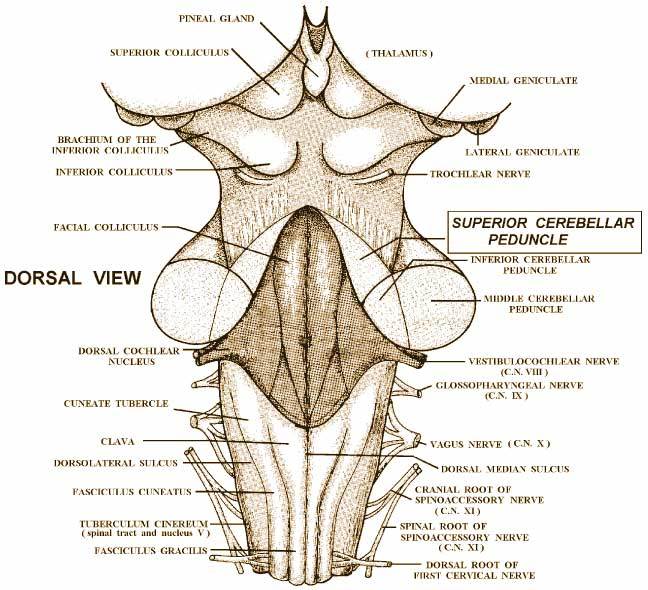 PINEAL GLAND
SUPERIOR COLLICULUS
(THALAMUS)
MEDIAL GENICULATE
BRACHIUM OF THE
INFERIOR COLLICULUS
LATERAL GENICULATE
INFERIOR COLLICULUS
TROCHLEAR NERVE
FACIAL COLLICULUS
SUPERIOR CEREBELLAR
PEDUNCLE
INFERIOR CEREBELLAR
PEDUNCLE
DORSAL VIEW
MIDDLE CEREBELLAR
PEDUNCLE
DORSAL COCHLEAR
NUCLEUS
VESTIBULOCOCHLEAR NERVE
(C.N. VIII)
GLOSSOPHARYNGEAL NERVE
(C.N. IX)
CUNEATE TUBERCLE
CLAVA
VAGUS NERVE (C.N. X)
DORSOLATERAL SULCUS
DORSAL MEDIAN SULCUS
FASCICULUS CUNEATUS
CRANIAL ROOT OF
SPINOACCESSORY NERVE
(C.N. XI)
TUBERCULUM CINEREUM
(spinal tract and nucleus V)
SPINAL ROOT OF
SPINOACCESSORY NERVE
(C.N. XI)
FASCICULUS GRACILIS
DORSAL ROOT OF
FIRST CERVICAL NERVE